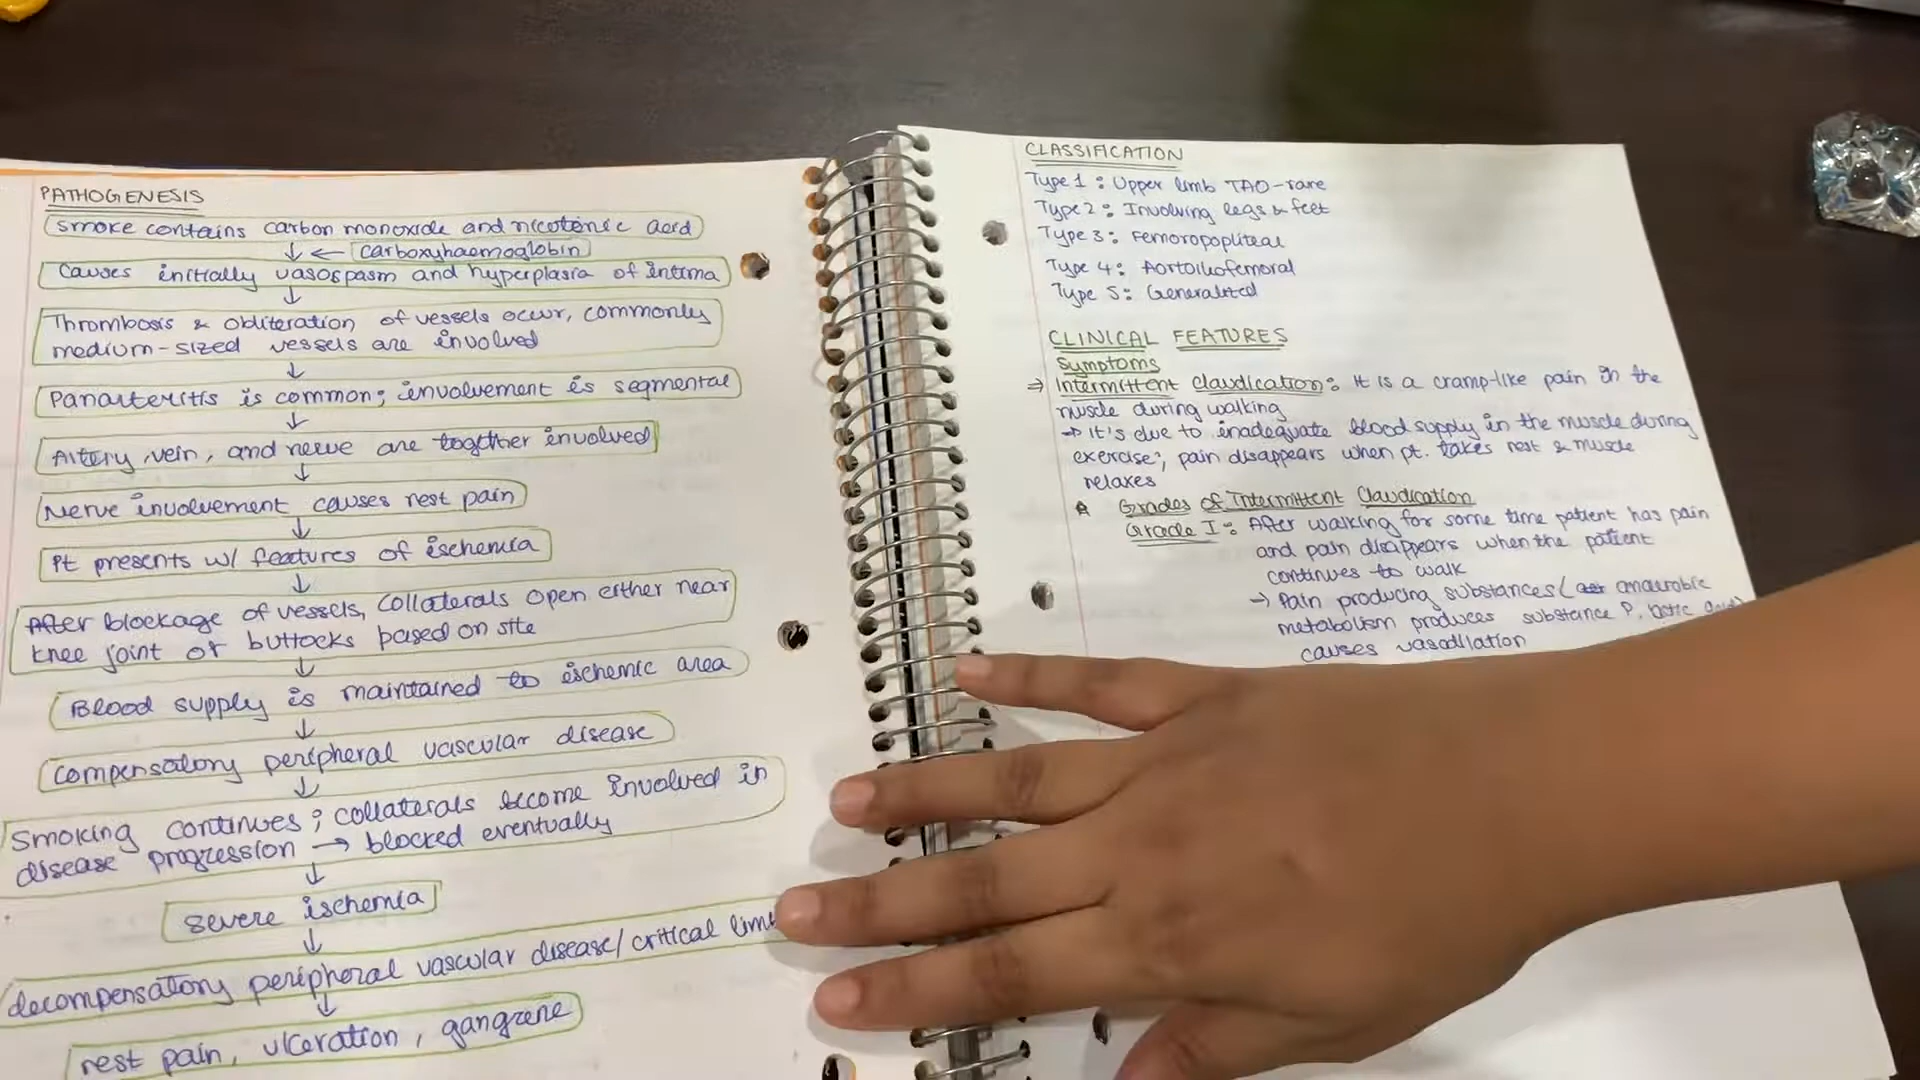 PATHOGENESIS
smoke contains carbon monoxide and nicotinic acid
↓ ← carboxyhaemoglobin
causes initially vasospasm and hyperplasia of intima
↓
Thrombosis & obliteration of vessels occur, commonly
medium-sized vessels are involved
↓
Panarteritis is common; involvement is segmental
↓
Artery, vein, and nerve are together involved
↓
Nerve involvement causes rest pain
↓
Pt presents w/ features of ischemia
↓
After blockage of vessels, collaterals open either near
knee joint or buttocks based on site
↓
Blood supply is maintained to ischemic area
↓
compensatory peripheral vascular disease
↓
smoking continues; collaterals become involved in
disease progression → blocked eventually
↓
severe ischemia
↓
decompensatory peripheral vascular disease/critical limb
↓
rest pain, ulceration, gangrene
CLASSIFICATION
Type 1: Upper limb TAO-rare
Type 2: Involving legs & feet
Type 3: Femoropopliteal
Type 4: Aortoiliofemoral
Type 5: Generalized
CLINICAL FEATURES
Symptoms
⇒ Intermittent claudication: It is a cramp-like pain in the
muscle during walking
→ It's due to inadequate blood supply in the muscle during
exercise; pain disappears when pt. takes rest & muscle
relaxes
Grades of Intermittent Claudication
Grade I: After walking for some time patient has pain
and pain disappears when the patient
continues to walk
→ Pain producing substances ( anaerobic
metabolism produces substance P, lactic acid)
causes vasodilation